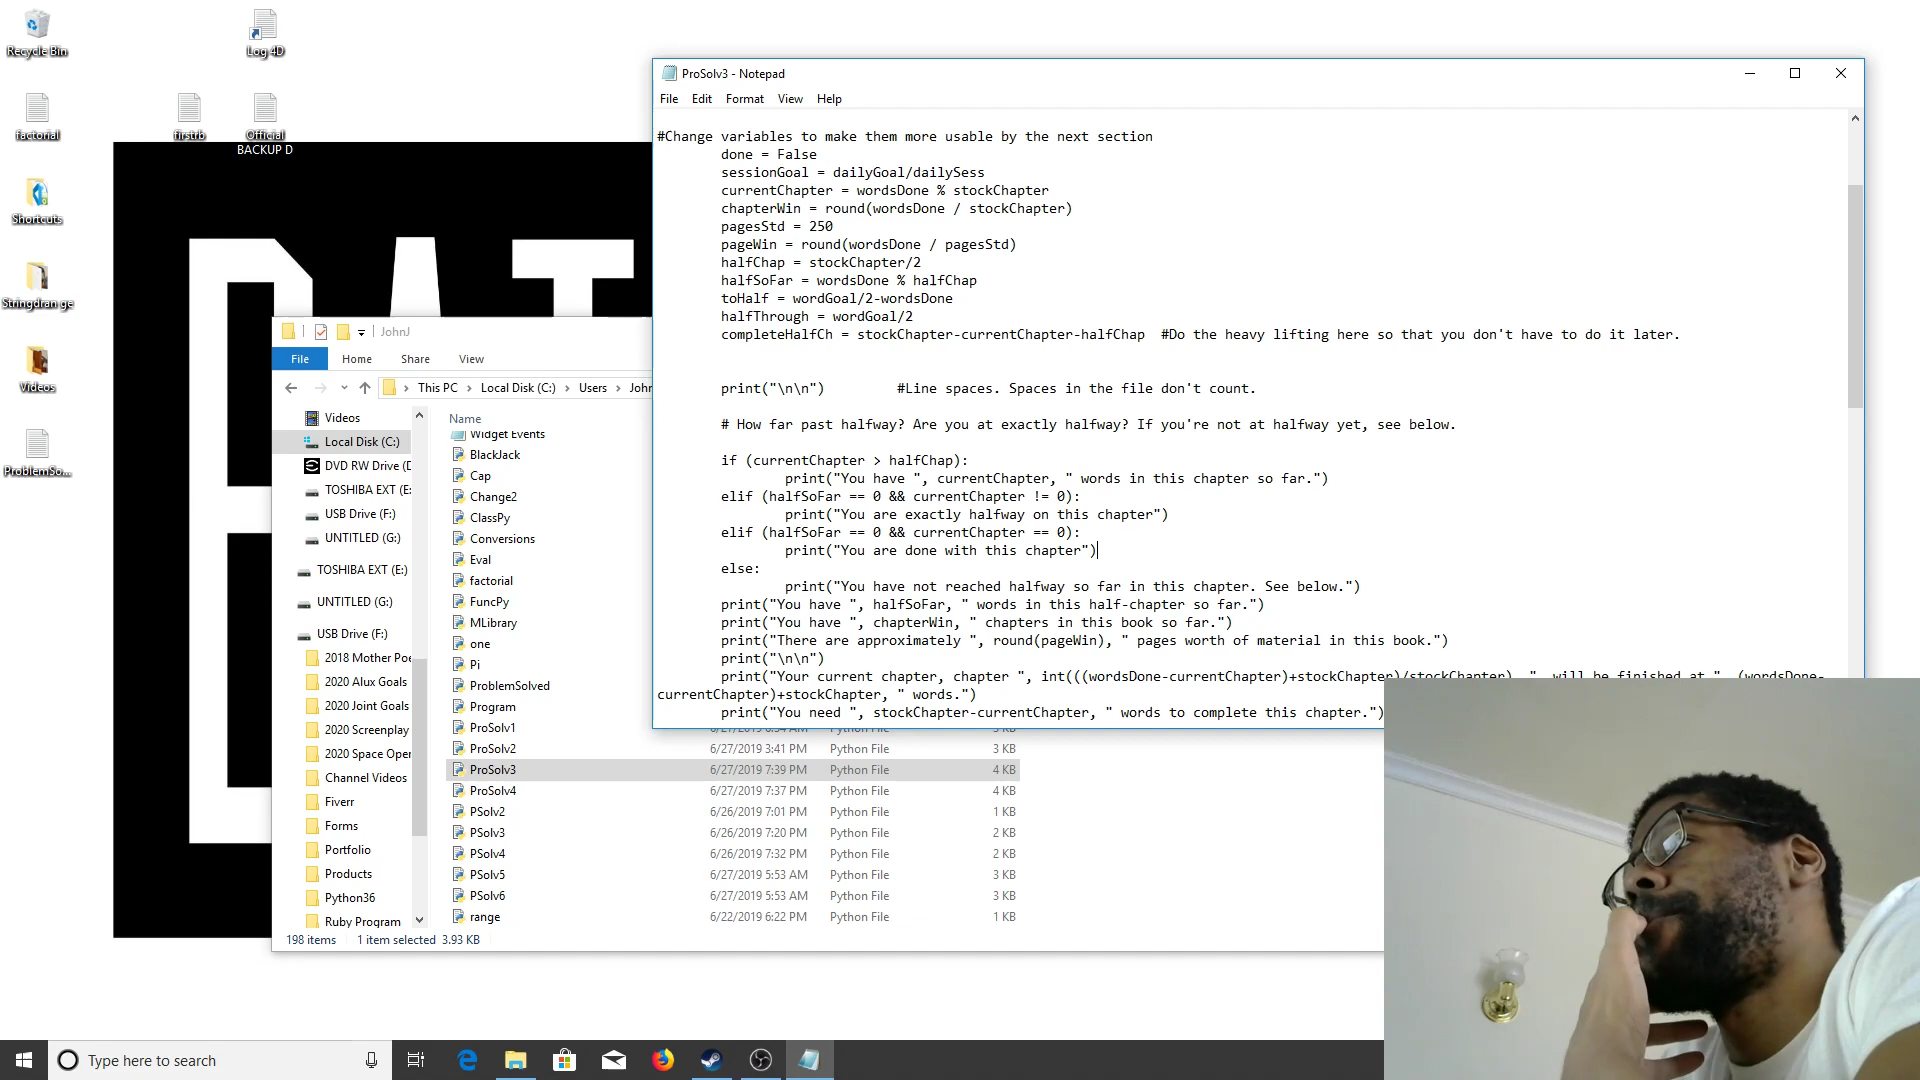 Recycle Bin
Log 4D
factorial
firstrb
Official
BACKUP D
Shortcuts
Stringdran ge
Videos
ProblemSo...
JohnJ
File
Home
Share
View
This PC
Local Disk (C:)
Users
John
Videos
Local Disk (C:)
DVD RW Drive (D
TOSHIBA EXT (E:
USB Drive (F:)
UNTITLED (G:)
TOSHIBA EXT (E:)
UNTITLED (G:)
USB Drive (F:)
2018 Mother Poe
2020 Alux Goals
2020 Joint Goals
2020 Screenplay
2020 Space Oper
Channel Videos
Fiverr
Forms
Portfolio
Products
Python36
Ruby Program
Name
Widget Events
BlackJack
Cap
Change2
ClassPy
Conversions
Eval
factorial
FuncPy
MLibrary
one
Pi
ProblemSolved
Program
ProSolv1
ProSolv2 6/27/2019 3:41 PM Python File 3 KB
ProSolv3 6/27/2019 7:39 PM Python File 4 KB
ProSolv4 6/27/2019 7:37 PM Python File 4 KB
PSolv2 6/26/2019 7:01 PM Python File 1 KB
PSolv3 6/26/2019 7:20 PM Python File 2 KB
PSolv4 6/26/2019 7:32 PM Python File 2 KB
PSolv5 6/27/2019 5:53 AM Python File 3 KB
PSolv6 6/27/2019 5:53 AM Python File 3 KB
range 6/22/2019 6:22 PM Python File 1 KB
198 items 1 item selected 3.93 KB
ProSolv3 - Notepad
File Edit Format View Help
#Change variables to make them more usable by the next section
done = False
sessionGoal = dailyGoal/dailySess
currentChapter = wordsDone % stockChapter
chapterWin = round(wordsDone / stockChapter)
pagesStd = 250
pageWin = round(wordsDone / pagesStd)
halfChap = stockChapter/2
halfSoFar = wordsDone % halfChap
toHalf = wordGoal/2-wordsDone
halfThrough = wordGoal/2
completeHalfCh = stockChapter-currentChapter-halfChap #Do the heavy lifting here so that you don't have to do it later.
print("\n\n") #Line spaces. Spaces in the file don't count.
# How far past halfway? Are you at exactly halfway? If you're not at halfway yet, see below.
if (currentChapter > halfChap):
print("You have ", currentChapter, " words in this chapter so far.")
elif (halfSoFar == 0 && currentChapter != 0):
print("You are exactly halfway on this chapter")
elif (halfSoFar == 0 && currentChapter == 0):
print("You are done with this chapter")
else:
print("You have not reached halfway so far in this chapter. See below.")
print("You have ", halfSoFar, " words in this half-chapter so far.")
print("You have ", chapterWin, " chapters in this book so far.")
print("There are approximately ", round(pageWin), " pages worth of material in this book.")
print("\n\n")
print("Your current chapter, chapter ", int(((wordsDone-currentChapter)+stockChapter)/stockChapter), " will be finished at ", (wordsDone-
currentChapter)+stockChapter, " words.")
print("You need ", stockChapter-currentChapter, " words to complete this chapter.")
Type here to search